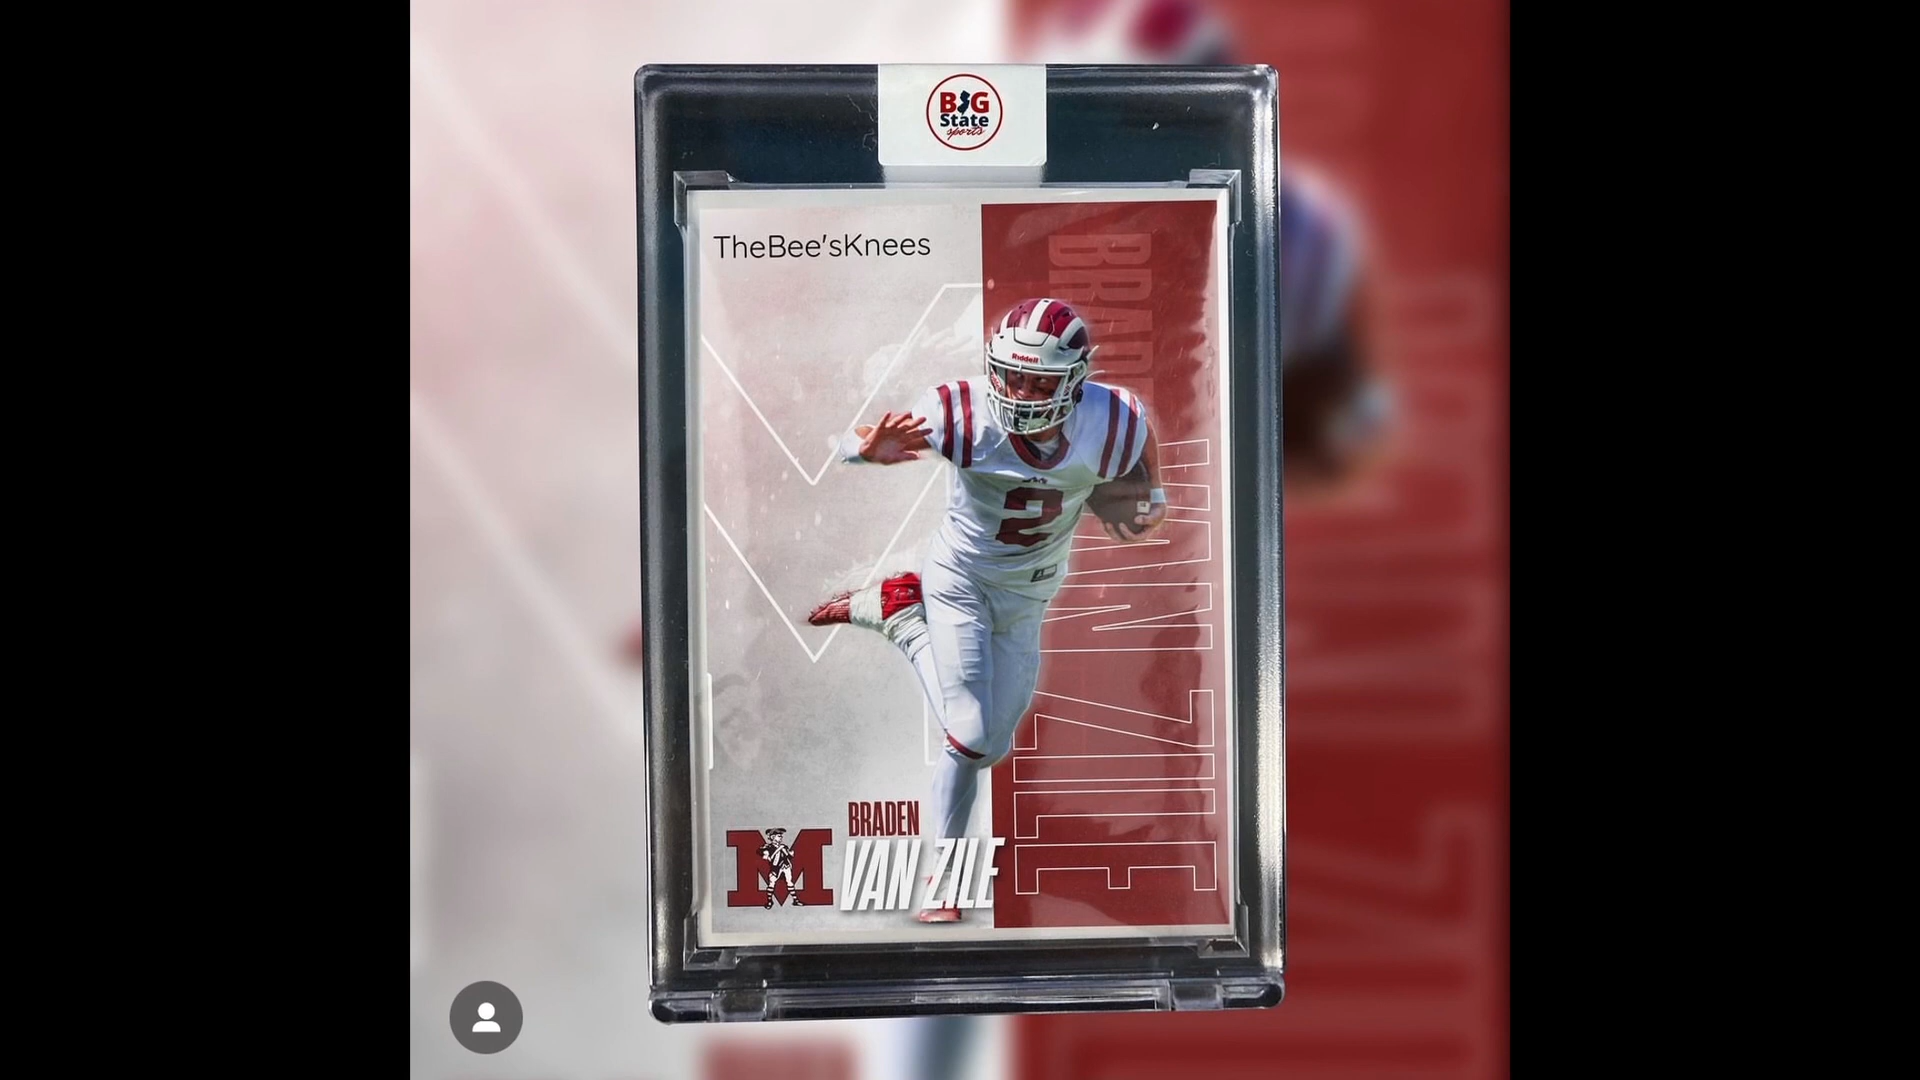 BIG
State
sports
TheBee'sKnees
BRADEN
VAN ZILE
Riddell
2
BRADEN
VAN ZILE
M